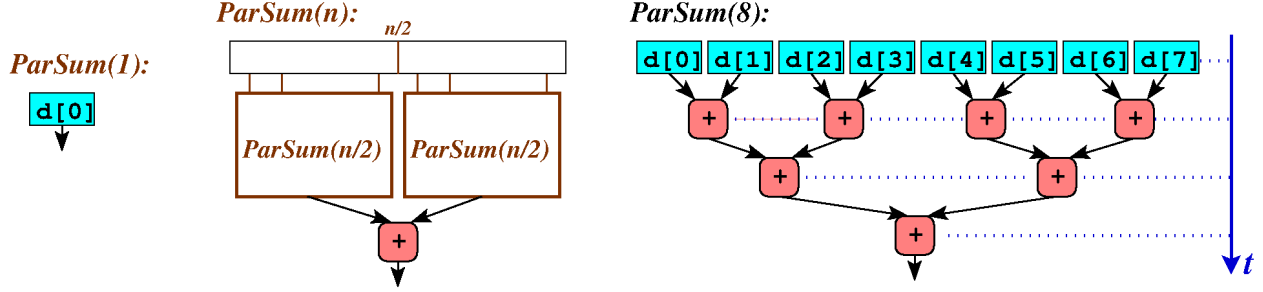 ParSum(1):
d[0]
ParSum(n):
n/2
ParSum(n/2) ParSum(n/2)
+
ParSum(8):
d[0] d[1] d[2] d[3] d[4] d[5] d[6] d[7]
+ + + +
+ +
+
t